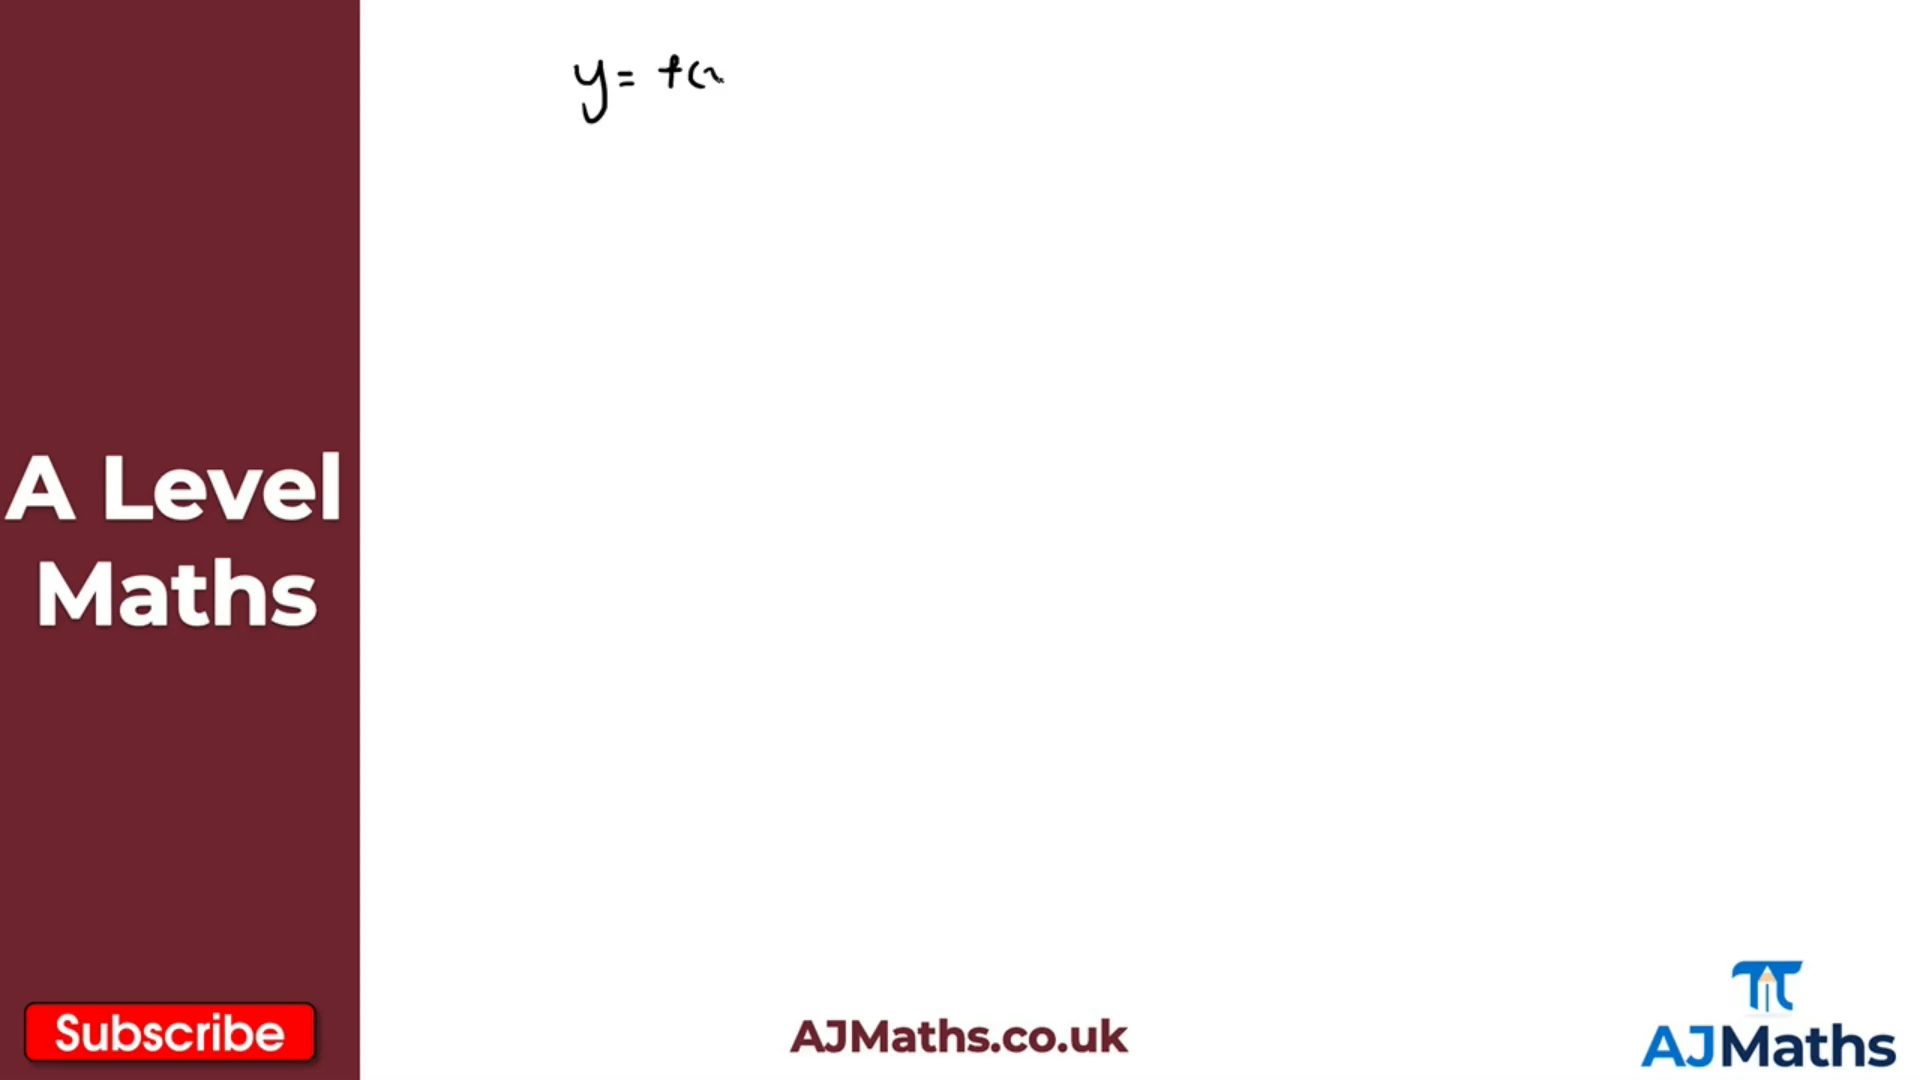 y = f(
A Level
Maths
Subscribe
AJMaths.co.uk
AJMaths